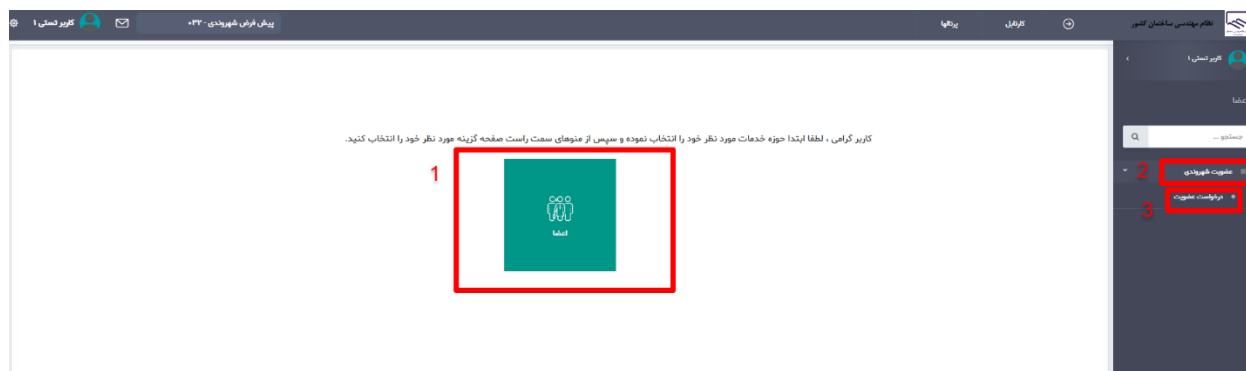 نظام مهندسی ساختمان کشور
کارتابل
پرتالها
پیش فرض شهروندی - ۰۳۲
کاربر تستی ۱
کاربر تستی ۱
اعضا
جستجو ...
عضویت شهروندی
2
درخواست عضویت
3
کاربر گرامی ، لطفا ابتدا حوزه خدمات مورد نظر خود را انتخاب نموده و سپس از منوهای سمت راست صفحه گزینه مورد نظر خود را انتخاب کنید.
1
اعضا